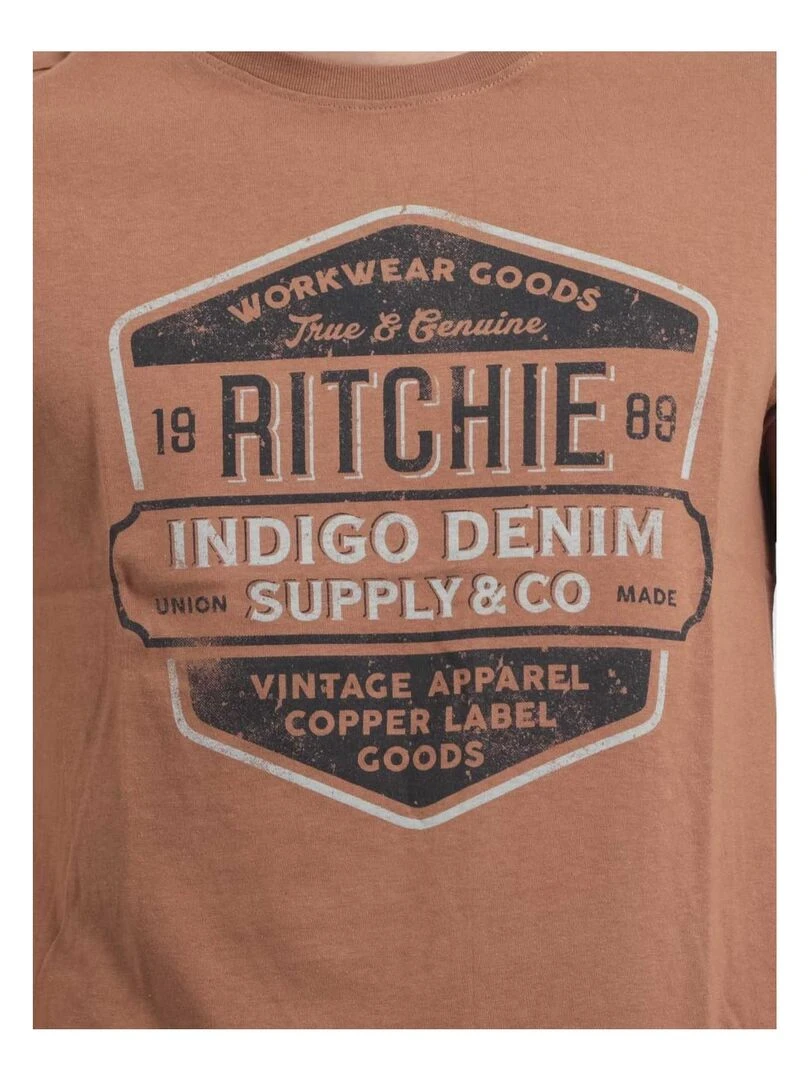 WORKWEAR GOODS
True & Genuine
19 RITCHIE 89
INDIGO DENIM
UNION SUPPLY & CO MADE
VINTAGE APPAREL
COPPER LABEL
GOODS